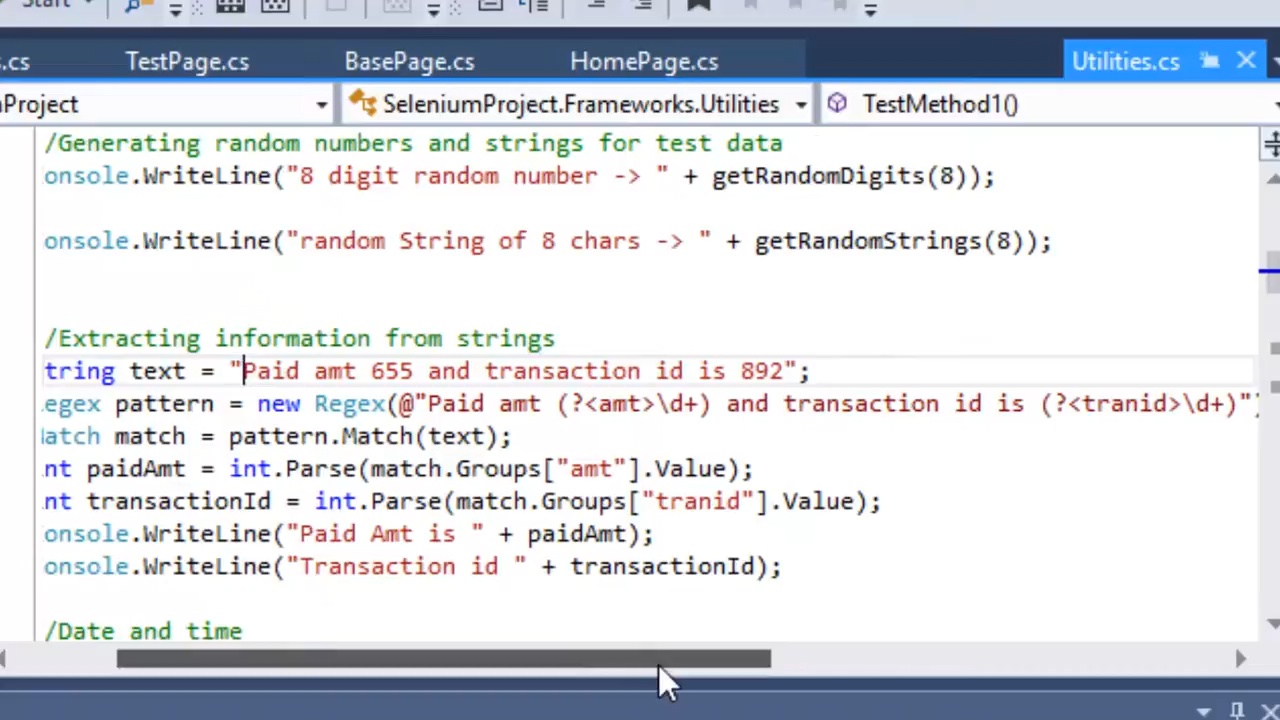 Start
.cs
TestPage.cs
BasePage.cs
HomePage.cs
Utilities.cs
Project
SeleniumProject.Frameworks.Utilities
TestMethod1()
/Generating random numbers and strings for test data
onsole.WriteLine("8 digit random number -> " + getRandomDigits(8));
onsole.WriteLine("random String of 8 chars -> " + getRandomStrings(8));
/Extracting information from strings
tring text = "Paid amt 655 and transaction id is 892";
egex pattern = new Regex(@"Paid amt (?<amt>\d+) and transaction id is (?<tranid>\d+)")
atch match = pattern.Match(text);
nt paidAmt = int.Parse(match.Groups["amt"].Value);
nt transactionId = int.Parse(match.Groups["tranid"].Value);
onsole.WriteLine("Paid Amt is " + paidAmt);
onsole.WriteLine("Transaction id " + transactionId);
/Date and time